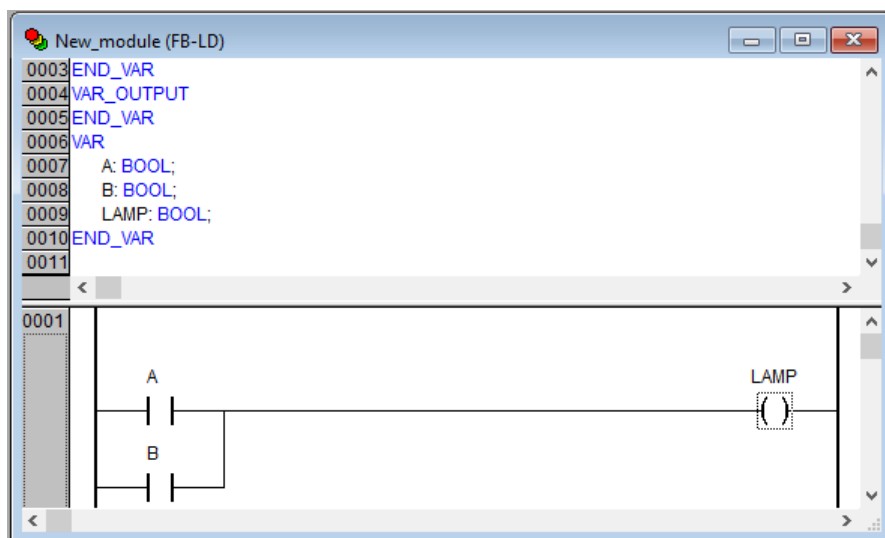 New_module (FB-LD)
0003 END_VAR
0004 VAR_OUTPUT
0005 END_VAR
0006 VAR
0007 A: BOOL;
0008 B: BOOL;
0009 LAMP: BOOL;
0010 END_VAR
0011
0001
A LAMP
B